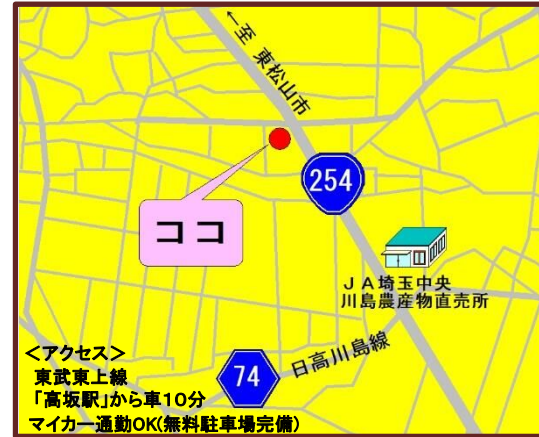 ←至 東松山市
254
ココ
JA埼玉中央
川島農産物直売所
日高川島線
74
＜アクセス＞
東武東上線
「高坂駅」から車10分
マイカー通勤OK(無料駐車場完備)